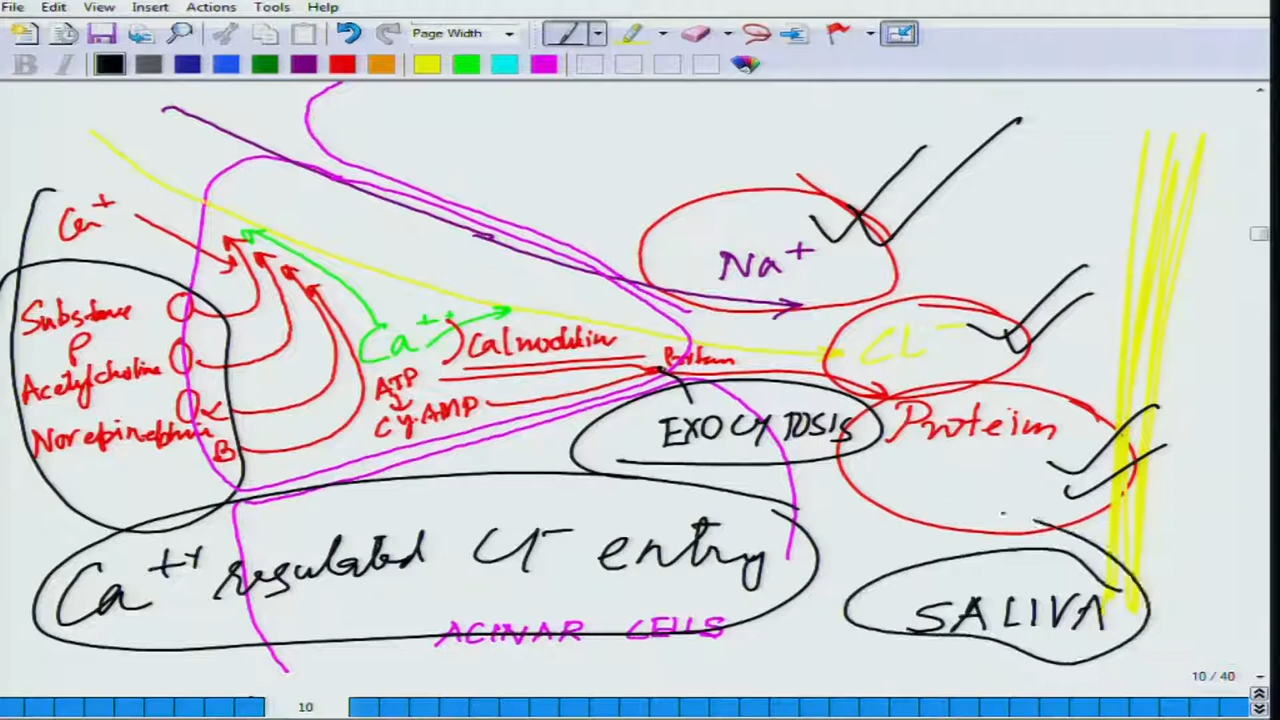 File Edit View Insert Actions Tools Help
Page Width
B I
Ca+
Na+
Substance
P
Acetylcholine
Norepinephrine
B
Ca++
Calmodulin
ATP
Cy.AMP
Cl-
EXOCYTOSIS
Protein
Ca++ regulated Cl- entry
ACINAR CELLS
SALIVA
10 / 40
10